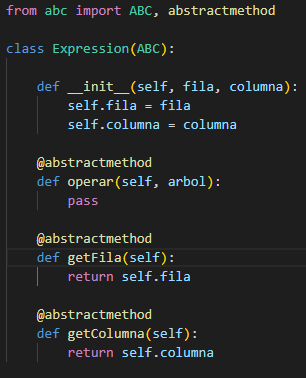 from abc import ABC, abstractmethod
class Expression(ABC):
def __init__(self, fila, columna):
self.fila = fila
self.columna = columna
@abstractmethod
def operar(self, arbol):
pass
@abstractmethod
def getFila(self):
return self.fila
@abstractmethod
def getColumna(self):
return self.columna